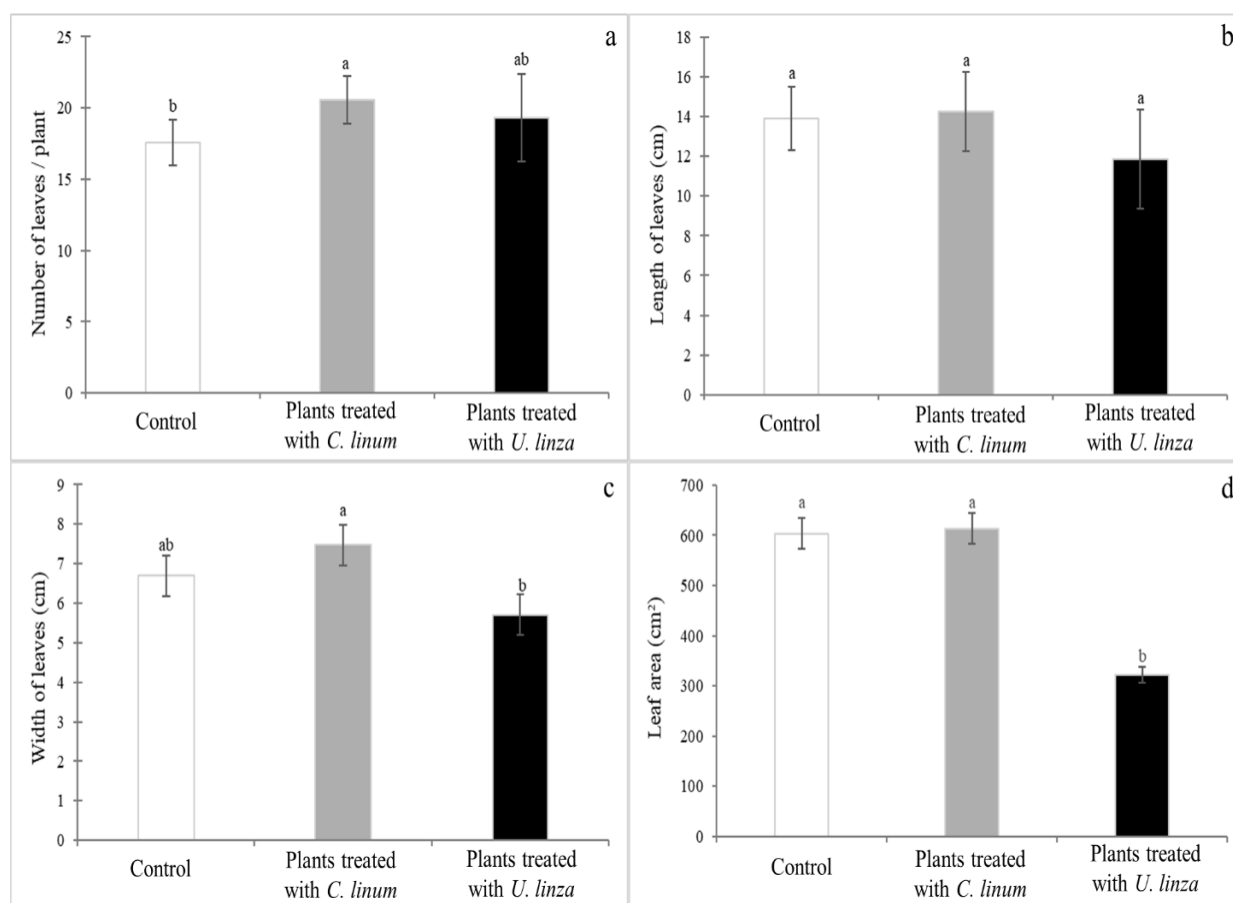 a
Number of leaves / plant
25
20
15
10
5
0
b
a
ab
Control
Plants treated
with C. linum
Plants treated
with U. linza
b
Length of leaves (cm)
18
16
14
12
10
8
6
4
2
0
a
a
a
Control
Plants treated
with C. linum
Plants treated
with U. linza
c
Width of leaves (cm)
9
8
7
6
5
4
3
2
1
0
ab
a
b
Control
Plants treated
with C. linum
Plants treated
with U. linza
d
Leaf area (cm²)
700
600
500
400
300
200
100
0
a
a
b
Control
Plants treated
with C. linum
Plants treated
with U. linza